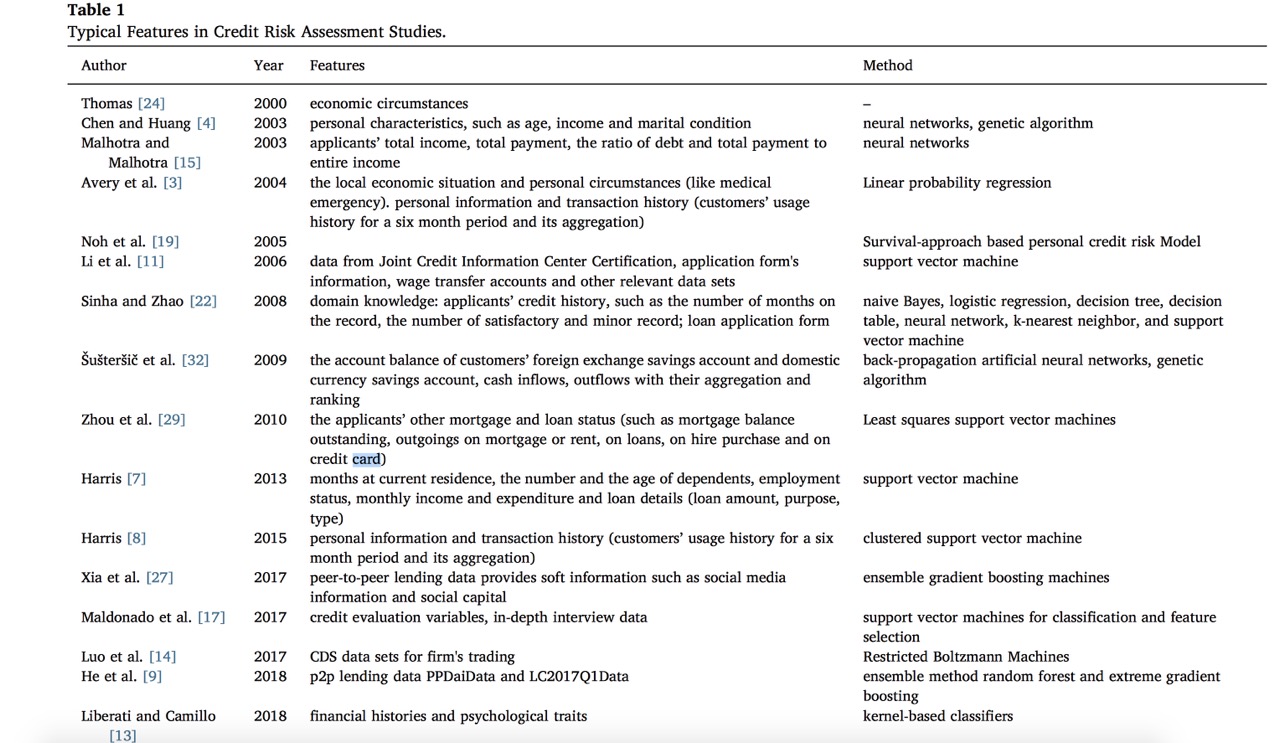 Table 1
Typical Features in Credit Risk Assessment Studies.
Author Year Features Method
Thomas [24] 2000 economic circumstances –
Chen and Huang [4] 2003 personal characteristics, such as age, income and marital condition neural networks, genetic algorithm
Malhotra and 2003 applicants' total income, total payment, the ratio of debt and total payment to neural networks
Malhotra [15] entire income
Avery et al. [3] 2004 the local economic situation and personal circumstances (like medical Linear probability regression
emergency). personal information and transaction history (customers' usage
history for a six month period and its aggregation)
Noh et al. [19] 2005 Survival-approach based personal credit risk Model
Li et al. [11] 2006 data from Joint Credit Information Center Certification, application form's support vector machine
information, wage transfer accounts and other relevant data sets
Sinha and Zhao [22] 2008 domain knowledge: applicants' credit history, such as the number of months on naive Bayes, logistic regression, decision tree, decision
the record, the number of satisfactory and minor record; loan application form table, neural network, k-nearest neighbor, and support
vector machine
Šušteršič et al. [32] 2009 the account balance of customers' foreign exchange savings account and domestic back-propagation artificial neural networks, genetic
currency savings account, cash inflows, outflows with their aggregation and algorithm
ranking
Zhou et al. [29] 2010 the applicants' other mortgage and loan status (such as mortgage balance Least squares support vector machines
outstanding, outgoings on mortgage or rent, on loans, on hire purchase and on
credit card)
Harris [7] 2013 months at current residence, the number and the age of dependents, employment support vector machine
status, monthly income and expenditure and loan details (loan amount, purpose,
type)
Harris [8] 2015 personal information and transaction history (customers' usage history for a six clustered support vector machine
month period and its aggregation)
Xia et al. [27] 2017 peer-to-peer lending data provides soft information such as social media ensemble gradient boosting machines
information and social capital
Maldonado et al. [17] 2017 credit evaluation variables, in-depth interview data support vector machines for classification and feature
selection
Luo et al. [14] 2017 CDS data sets for firm's trading Restricted Boltzmann Machines
He et al. [9] 2018 p2p lending data PPDaiData and LC2017Q1Data ensemble method random forest and extreme gradient
boosting
Liberati and Camillo 2018 financial histories and psychological traits kernel-based classifiers
[13]